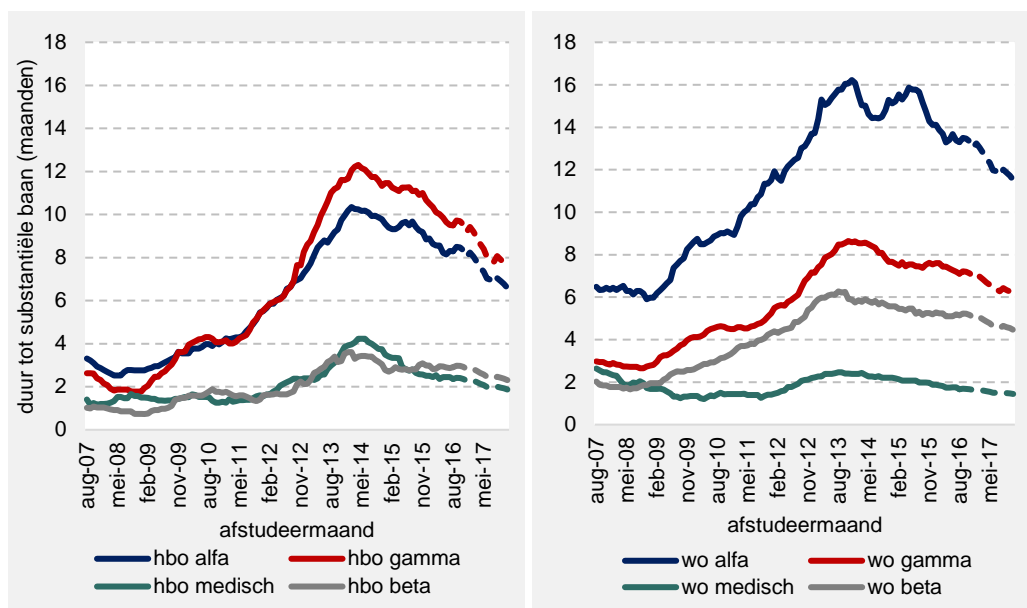 duur tot substantiële baan (maanden)
18
16
14
12
10
8
6
4
2
0
aug-07
mei-08
feb-09
nov-09
aug-10
mei-11
feb-12
nov-12
aug-13
mei-14
feb-15
nov-15
aug-16
mei-17
afstudeermaand
hbo alfa
hbo gamma
hbo medisch
hbo beta
18
16
14
12
10
8
6
4
2
0
aug-07
mei-08
feb-09
nov-09
aug-10
mei-11
feb-12
nov-12
aug-13
mei-14
feb-15
nov-15
aug-16
mei-17
afstudeermaand
wo alfa
wo gamma
wo medisch
wo beta